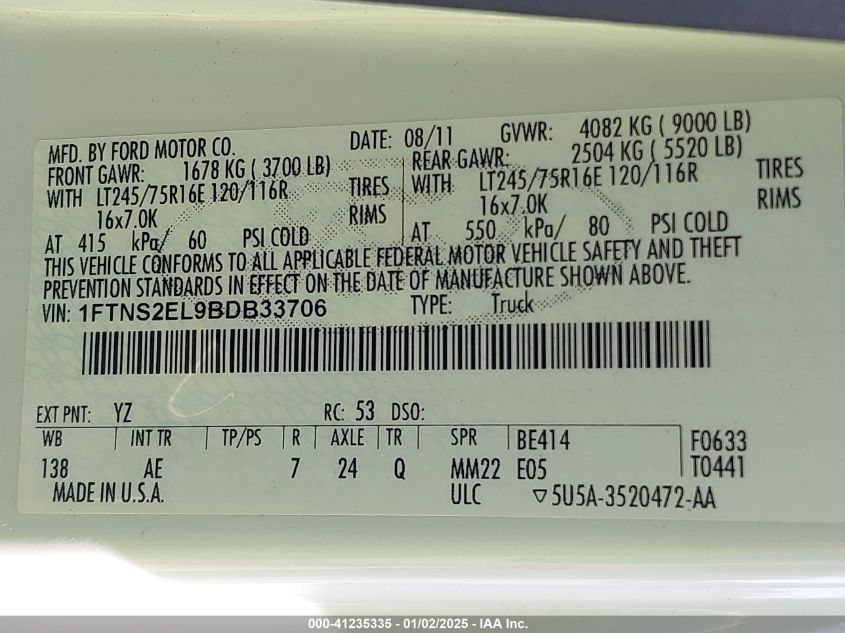 MFD. BY FORD MOTOR CO. DATE: 08/11 GVWR: 4082 KG ( 9000 LB)
FRONT GAWR: 1678 KG ( 3700 LB) REAR GAWR: 2504 KG ( 5520 LB)
WITH LT245/75R16E 120/116R TIRES WITH LT245/75R16E 120/116R TIRES
16x7.0K RIMS 16x7.0K RIMS
AT 415 kPa/ 60 PSI COLD AT 550 kPa/ 80 PSI COLD
THIS VEHICLE CONFORMS TO ALL APPLICABLE FEDERAL MOTOR VEHICLE SAFETY AND THEFT
PREVENTION STANDARDS IN EFFECT ON THE DATE OF MANUFACTURE SHOWN ABOVE.
VIN: 1FTNS2EL9BDB33706 TYPE: Truck
EXT PNT: YZ RC: 53 DSO:
WB INT TR TP/PS R AXLE TR SPR BE414 F0633
138 AE 7 24 Q MM22 E05 T0441
MADE IN U.S.A. ULC ▽5U5A-3520472-AA
000-41235335 - 01/02/2025 - IAA Inc.